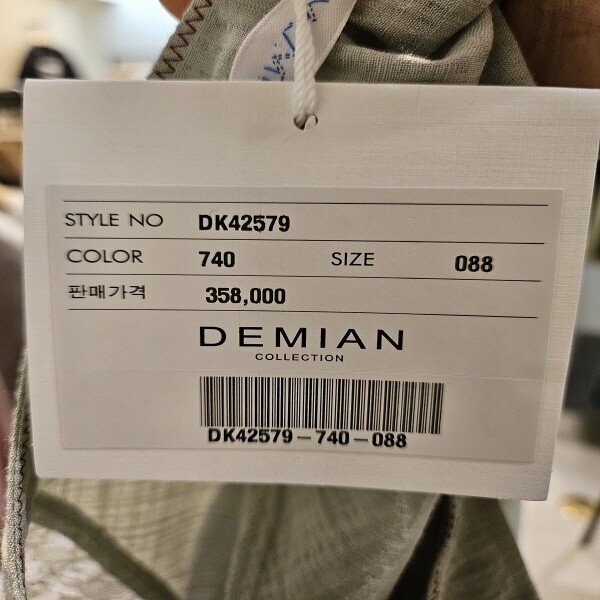 STYLE NO DK42579
COLOR 740 SIZE 088
판매가격 358,000
DEMIAN
COLLECTION
DK42579-740-088